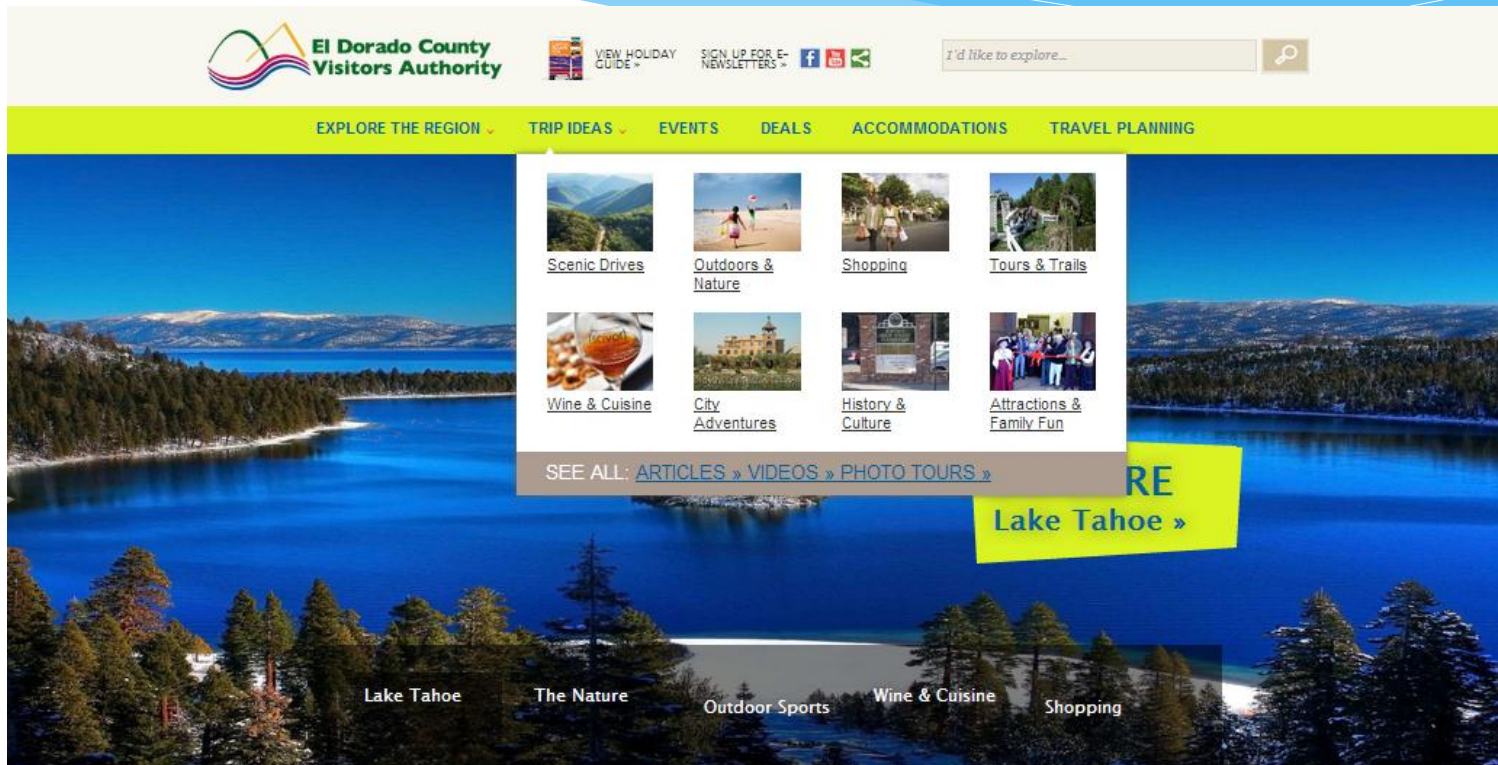 El Dorado County
Visitors Authority
VIEW HOLIDAY
GUIDE »
SIGN UP FOR E-
NEWSLETTERS »
I'd like to explore...
EXPLORE THE REGION
TRIP IDEAS
EVENTS
DEALS
ACCOMMODATIONS
TRAVEL PLANNING
Scenic Drives
Outdoors &
Nature
Shopping
Tours & Trails
Wine & Cuisine
City
Adventures
History &
Culture
Attractions &
Family Fun
SEE ALL: ARTICLES » VIDEOS » PHOTO TOURS »
RE
Lake Tahoe »
Lake Tahoe
The Nature
Outdoor Sports
Wine & Cuisine
Shopping